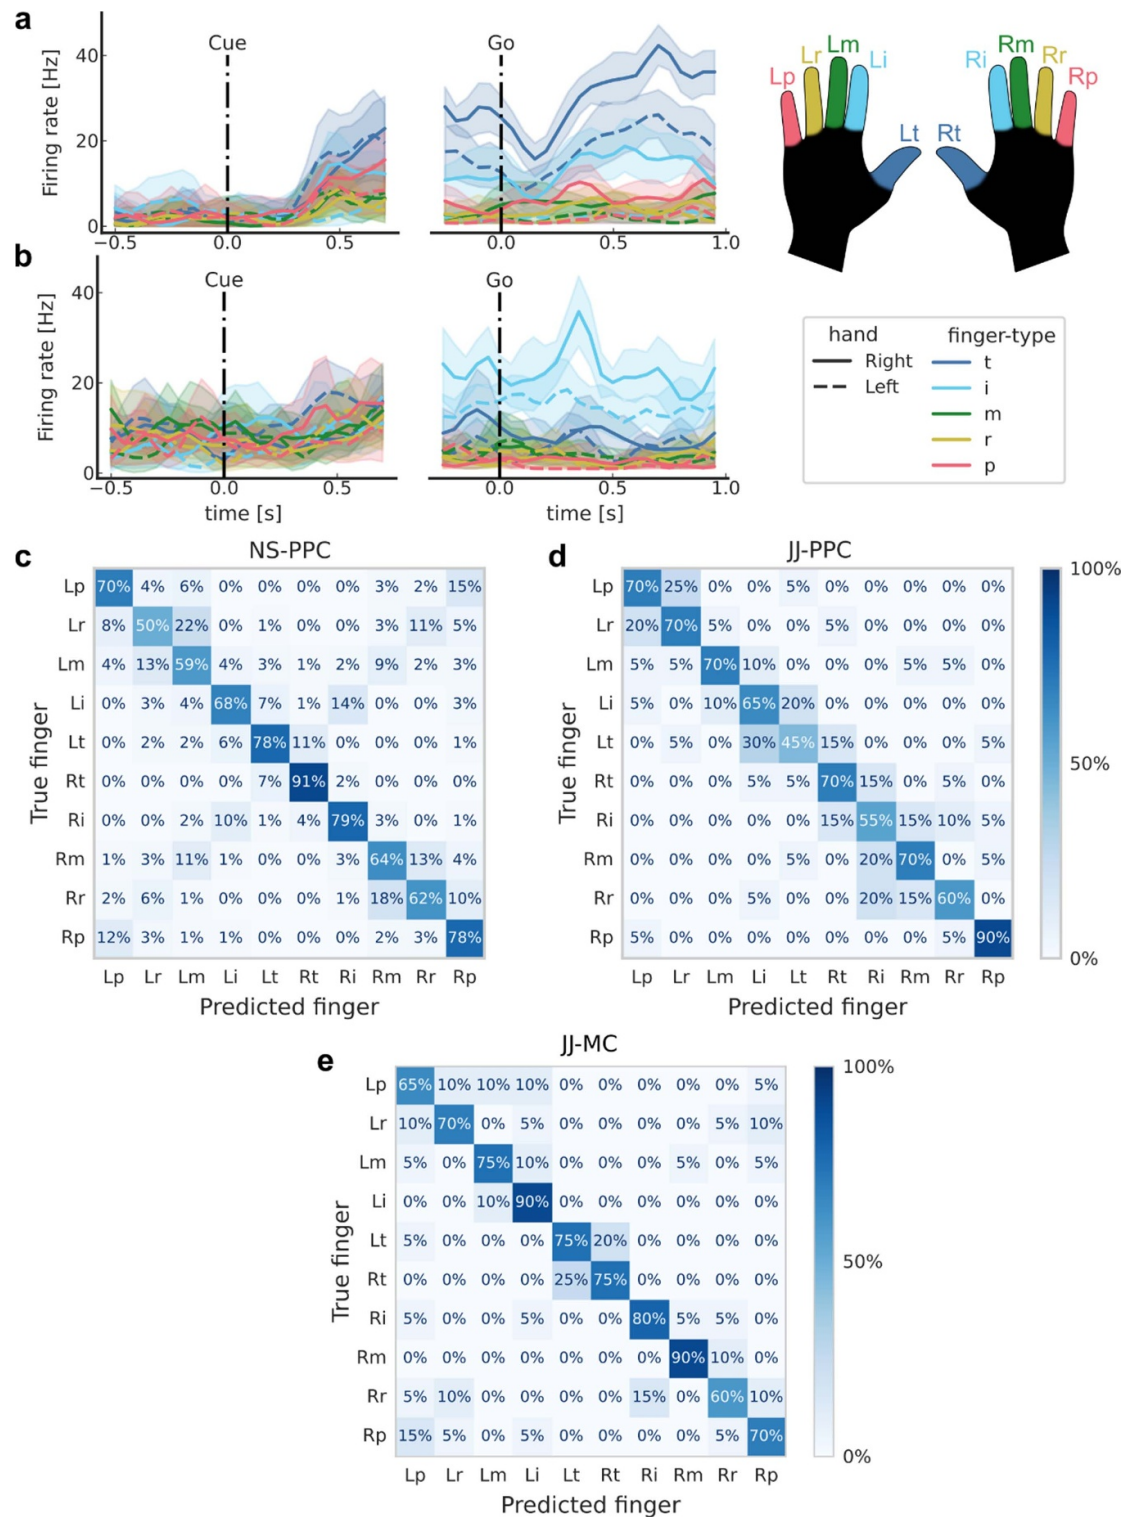 a
Cue
Go
Firing rate [Hz]
40
20
0
−0.5 0.0 0.5
0.0 0.5 1.0
Lp Lr Lm Li Lt Rt Ri Rm Rr Rp
b
Cue
Go
Firing rate [Hz]
40
20
0
−0.5 0.0 0.5
0.0 0.5 1.0
time [s]
time [s]
hand finger-type
Right t
Left i
m
r
p
c
NS-PPC
True finger
Lp 70% 4% 6% 0% 0% 0% 0% 3% 2% 15%
Lr 8% 50% 22% 0% 1% 0% 0% 3% 11% 5%
Lm 4% 13% 59% 4% 3% 1% 2% 9% 2% 3%
Li 0% 3% 4% 68% 7% 1% 14% 0% 0% 3%
Lt 0% 2% 2% 6% 78% 11% 0% 0% 0% 1%
Rt 0% 0% 0% 0% 7% 91% 2% 0% 0% 0%
Ri 0% 0% 2% 10% 1% 4% 79% 3% 0% 1%
Rm 1% 3% 11% 1% 0% 0% 3% 64% 13% 4%
Rr 2% 6% 1% 0% 0% 0% 1% 18% 62% 10%
Rp 12% 3% 1% 1% 0% 0% 0% 2% 3% 78%
Lp Lr Lm Li Lt Rt Ri Rm Rr Rp
Predicted finger
d
JJ-PPC
True finger
Lp 70% 25% 0% 0% 5% 0% 0% 0% 0% 0%
Lr 20% 70% 5% 0% 0% 5% 0% 0% 0% 0%
Lm 5% 5% 70% 10% 0% 0% 0% 5% 5% 0%
Li 5% 0% 10% 65% 20% 0% 0% 0% 0% 0%
Lt 0% 5% 0% 30% 45% 15% 0% 0% 0% 5%
Rt 0% 0% 0% 5% 5% 70% 15% 0% 5% 0%
Ri 0% 0% 0% 0% 0% 15% 55% 15% 10% 5%
Rm 0% 0% 0% 0% 5% 0% 20% 70% 0% 5%
Rr 0% 0% 0% 5% 0% 0% 20% 15% 60% 0%
Rp 5% 0% 0% 0% 0% 0% 0% 0% 5% 90%
Lp Lr Lm Li Lt Rt Ri Rm Rr Rp
Predicted finger
100%
50%
0%
e
JJ-MC
True finger
Lp 65% 10% 10% 10% 0% 0% 0% 0% 0% 5%
Lr 10% 70% 0% 5% 0% 0% 0% 0% 5% 10%
Lm 5% 0% 75% 10% 0% 0% 0% 5% 0% 5%
Li 0% 0% 10% 90% 0% 0% 0% 0% 0% 0%
Lt 5% 0% 0% 0% 75% 20% 0% 0% 0% 0%
Rt 0% 0% 0% 0% 25% 75% 0% 0% 0% 0%
Ri 5% 0% 0% 5% 0% 0% 80% 5% 5% 0%
Rm 0% 0% 0% 0% 0% 0% 0% 90% 10% 0%
Rr 5% 10% 0% 0% 0% 0% 15% 0% 60% 10%
Rp 15% 5% 0% 5% 0% 0% 0% 0% 5% 70%
Lp Lr Lm Li Lt Rt Ri Rm Rr Rp
Predicted finger
100%
50%
0%